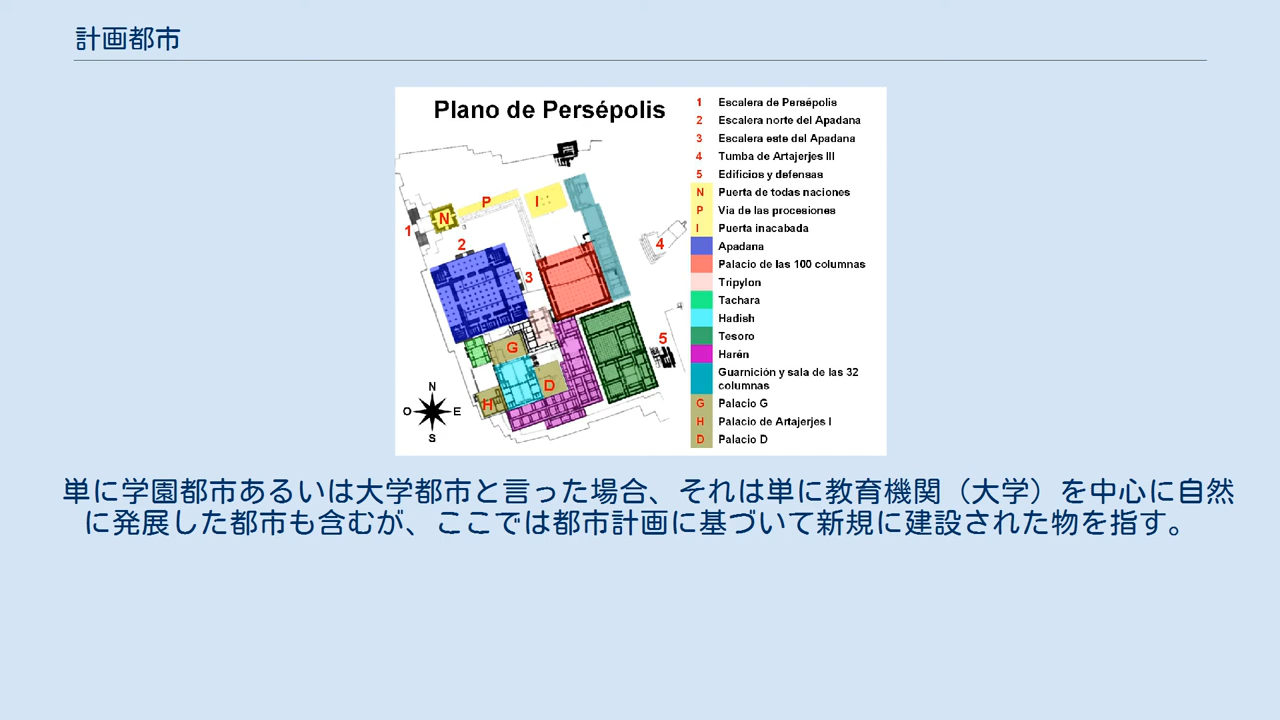 計画都市
Plano de Persépolis
1 Escalera de Persépolis
2 Escalera norte del Apadana
3 Escalera este del Apadana
4 Tumba de Artajerjes III
5 Edificios y defensas
N Puerta de todas naciones
P Via de las procesiones
I Puerta inacabada
Apadana
Palacio de las 100 columnas
Tripylon
Tachara
Hadish
Tesoro
Harén
Guarnición y sala de las 32
columnas
G Palacio G
H Palacio de Artajerjes I
D Palacio D
P
I
N
1
2
4
3
5
G
D
H
N
O E
S
単に学園都市あるいは大学都市と言った場合、それは単に教育機関（大学）を中心に自然
に発展した都市も含むが、ここでは都市計画に基づいて新規に建設された物を指す。